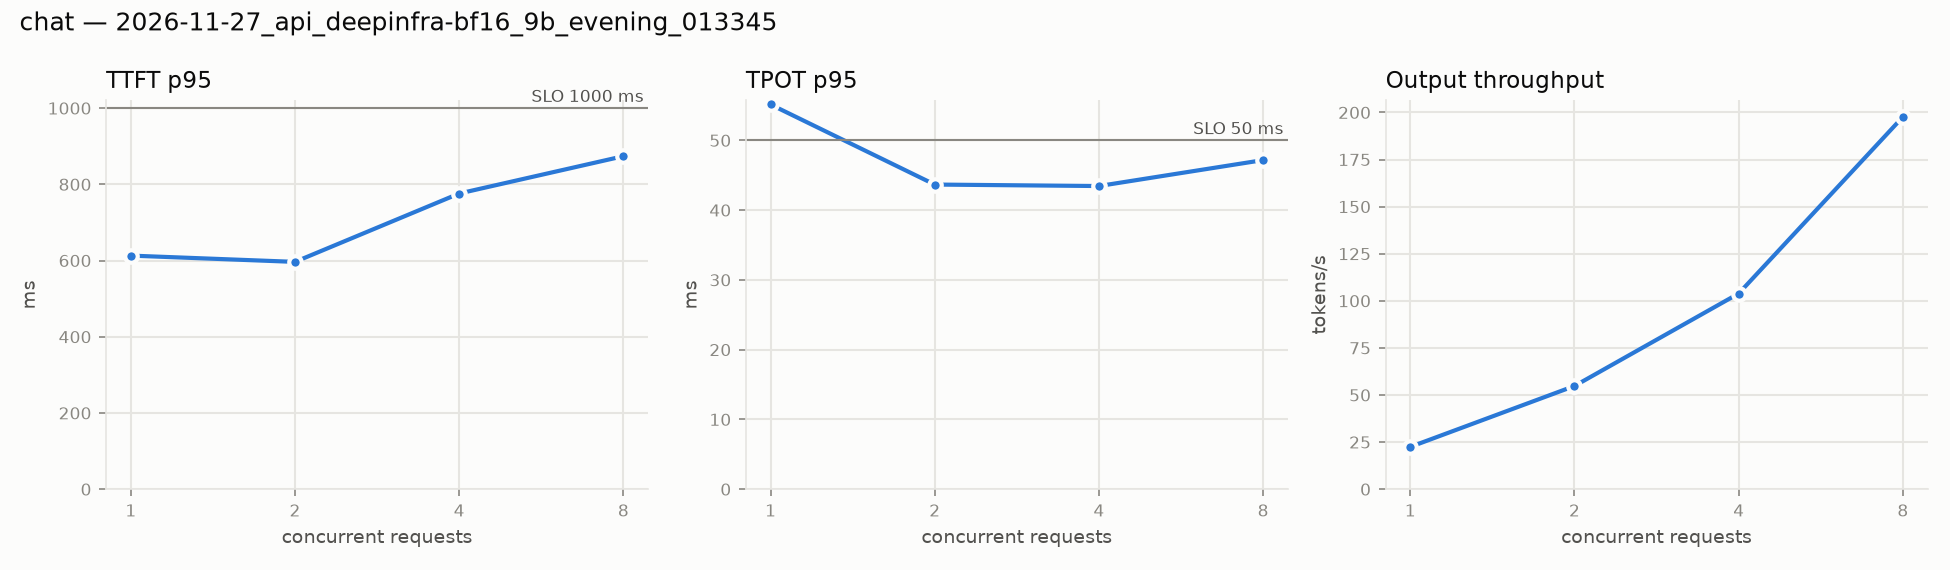 chat — 2026-11-27_api_deepinfra-bf16_9b_evening_013345
TTFT p95
SLO 1000 ms
1000
800
600
400
200
0
ms
1 2 4 8
concurrent requests
TPOT p95
SLO 50 ms
50
40
30
20
10
0
ms
1 2 4 8
concurrent requests
Output throughput
200
175
150
125
100
75
50
25
0
tokens/s
1 2 4 8
concurrent requests